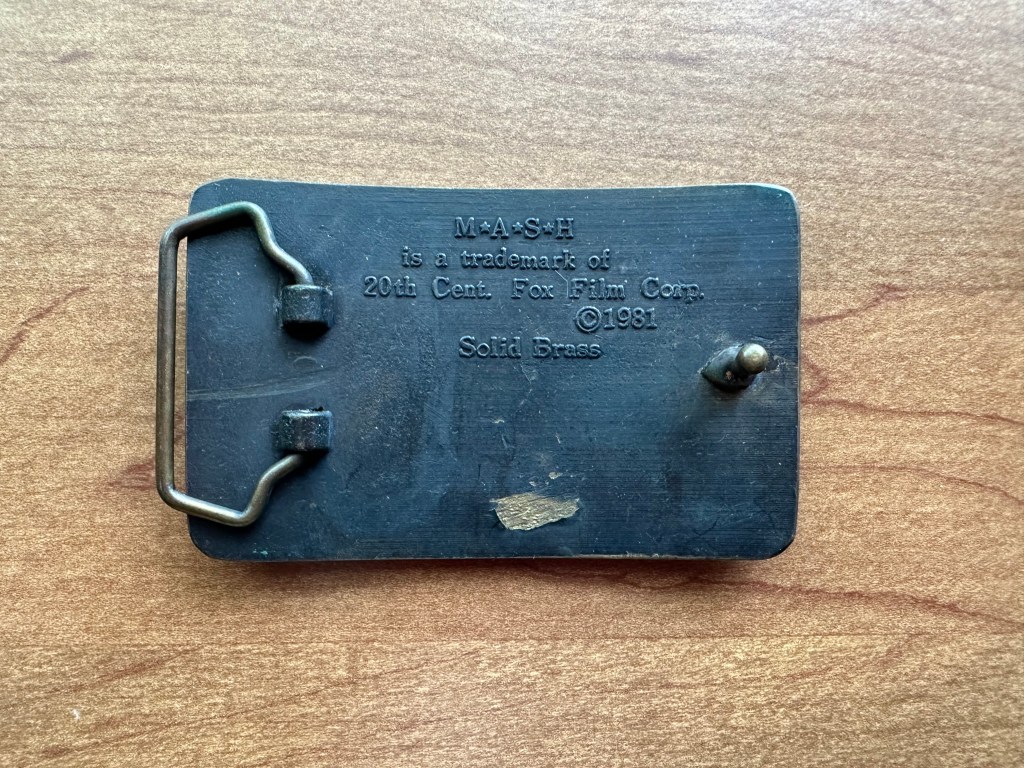 M*A*S*H
is a trademark of
20th Cent. Fox Film Corp.
©1981
Solid Brass